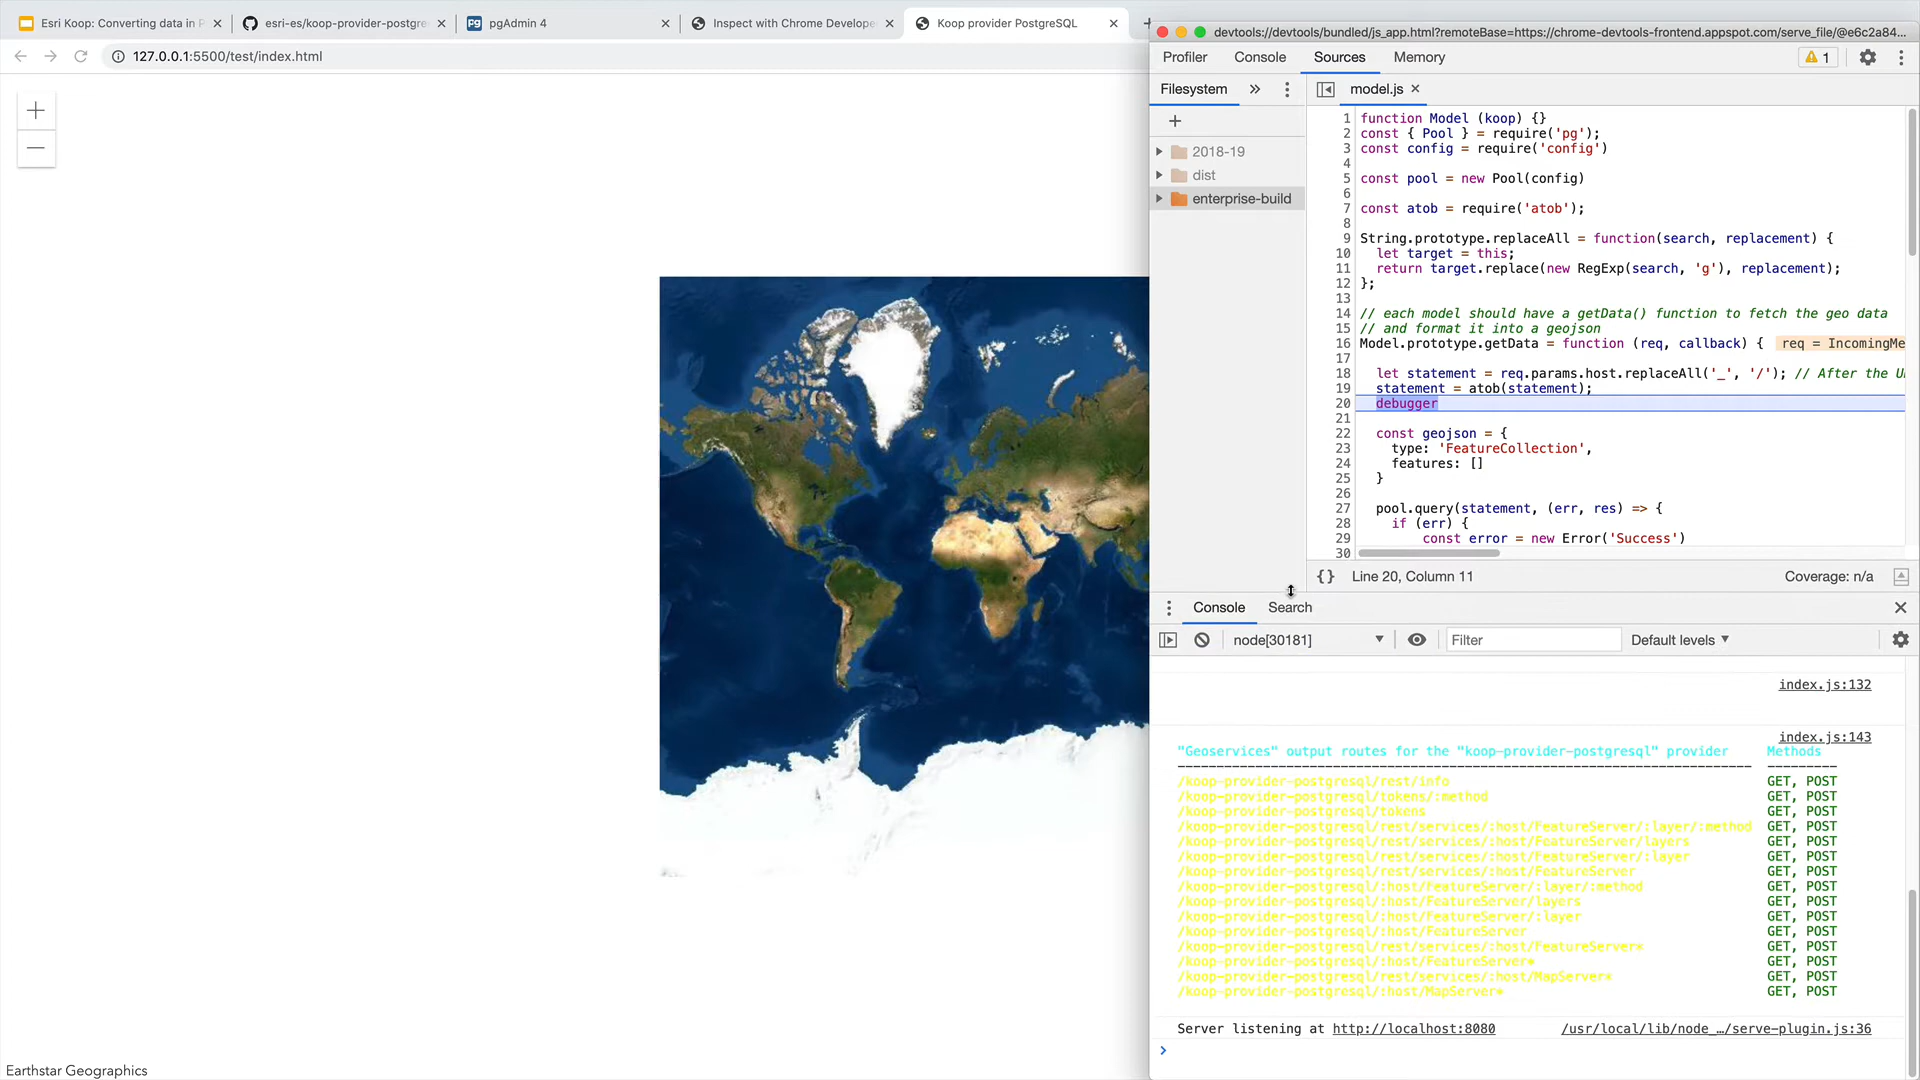 Esri Koop: Converting data in P
esri-es/koop-provider-postgre
pgAdmin 4
Inspect with Chrome Develope
Koop provider PostgreSQL
127.0.0.1:5500/test/index.html
Earthstar Geographics
devtools://devtools/bundled/js_app.html?remoteBase=https://chrome-devtools-frontend.appspot.com/serve_file/@e6c2a84...
Profiler Console Sources Memory 1
Filesystem
2018-19
dist
enterprise-build
model.js
1 function Model (koop) {}
2 const { Pool } = require('pg');
3 const config = require('config')
4
5 const pool = new Pool(config)
6
7 const atob = require('atob');
8
9 String.prototype.replaceAll = function(search, replacement) {
10 let target = this;
11 return target.replace(new RegExp(search, 'g'), replacement);
12 };
13
14 // each model should have a getData() function to fetch the geo data
15 // and format it into a geojson
16 Model.prototype.getData = function (req, callback) { req = IncomingMe
17
18 let statement = req.params.host.replaceAll('_', '/'); // After the U
19 statement = atob(statement);
20 debugger
21
22 const geojson = {
23 type: 'FeatureCollection',
24 features: []
25 }
26
27 pool.query(statement, (err, res) => {
28 if (err) {
29 const error = new Error('Success')
30
{} Line 20, Column 11 Coverage: n/a
Console Search
node[30181] Filter Default levels
index.js:132
index.js:143
"Geoservices" output routes for the "koop-provider-postgresql" provider Methods
/koop-provider-postgresql/rest/info GET, POST
/koop-provider-postgresql/tokens/:method GET, POST
/koop-provider-postgresql/tokens GET, POST
/koop-provider-postgresql/rest/services/:host/FeatureServer/:layer/:method GET, POST
/koop-provider-postgresql/rest/services/:host/FeatureServer/layers GET, POST
/koop-provider-postgresql/rest/services/:host/FeatureServer/:layer GET, POST
/koop-provider-postgresql/rest/services/:host/FeatureServer GET, POST
/koop-provider-postgresql/:host/FeatureServer/:layer/:method GET, POST
/koop-provider-postgresql/:host/FeatureServer/layers GET, POST
/koop-provider-postgresql/:host/FeatureServer/:layer GET, POST
/koop-provider-postgresql/:host/FeatureServer GET, POST
/koop-provider-postgresql/rest/services/:host/FeatureServer* GET, POST
/koop-provider-postgresql/:host/FeatureServer* GET, POST
/koop-provider-postgresql/rest/services/:host/MapServer* GET, POST
/koop-provider-postgresql/:host/MapServer* GET, POST
Server listening at http://localhost:8080 /usr/local/lib/node_…/serve-plugin.js:36